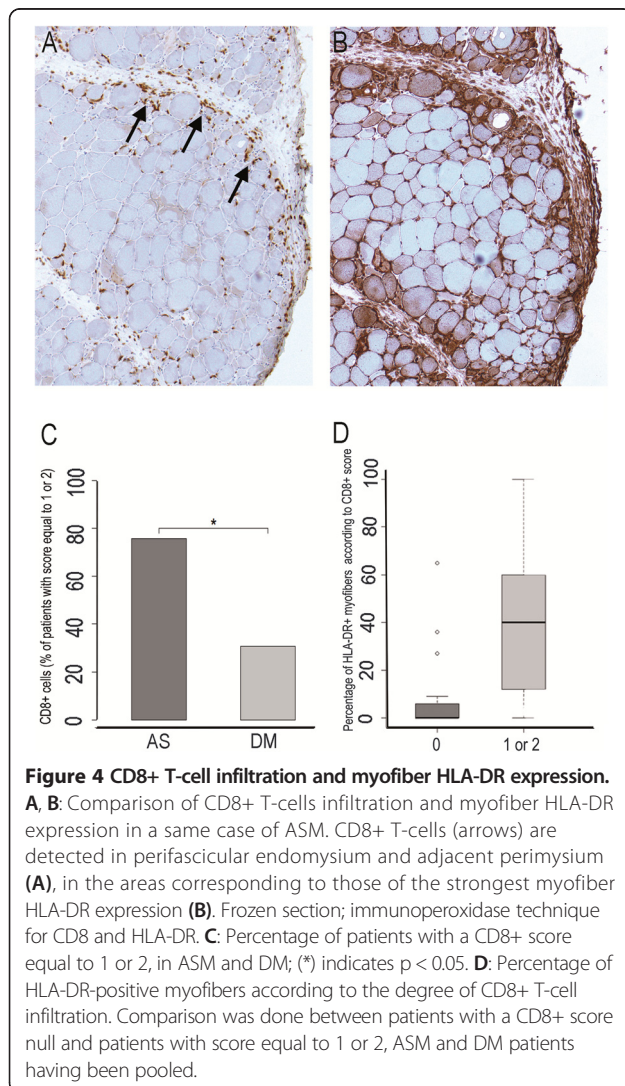 A
B
C
CD8+ cells (% of patients with score equal to 1 or 2)
100
80
60
40
20
0
*
AS
DM
D
Percentage of HLA-DR+ myofibers according to CD8+ score
100
80
60
40
20
0
0
1 or 2
Figure 4 CD8+ T-cell infiltration and myofiber HLA-DR expression.
A, B: Comparison of CD8+ T-cells infiltration and myofiber HLA-DR
expression in a same case of ASM. CD8+ T-cells (arrows) are
detected in perifascicular endomysium and adjacent perimysium
(A), in the areas corresponding to those of the strongest myofiber
HLA-DR expression (B). Frozen section; immunoperoxidase technique
for CD8 and HLA-DR. C: Percentage of patients with a CD8+ score
equal to 1 or 2, in ASM and DM; (*) indicates p < 0.05. D: Percentage of
HLA-DR-positive myofibers according to the degree of CD8+ T-cell
infiltration. Comparison was done between patients with a CD8+ score
null and patients with score equal to 1 or 2, ASM and DM patients
having been pooled.